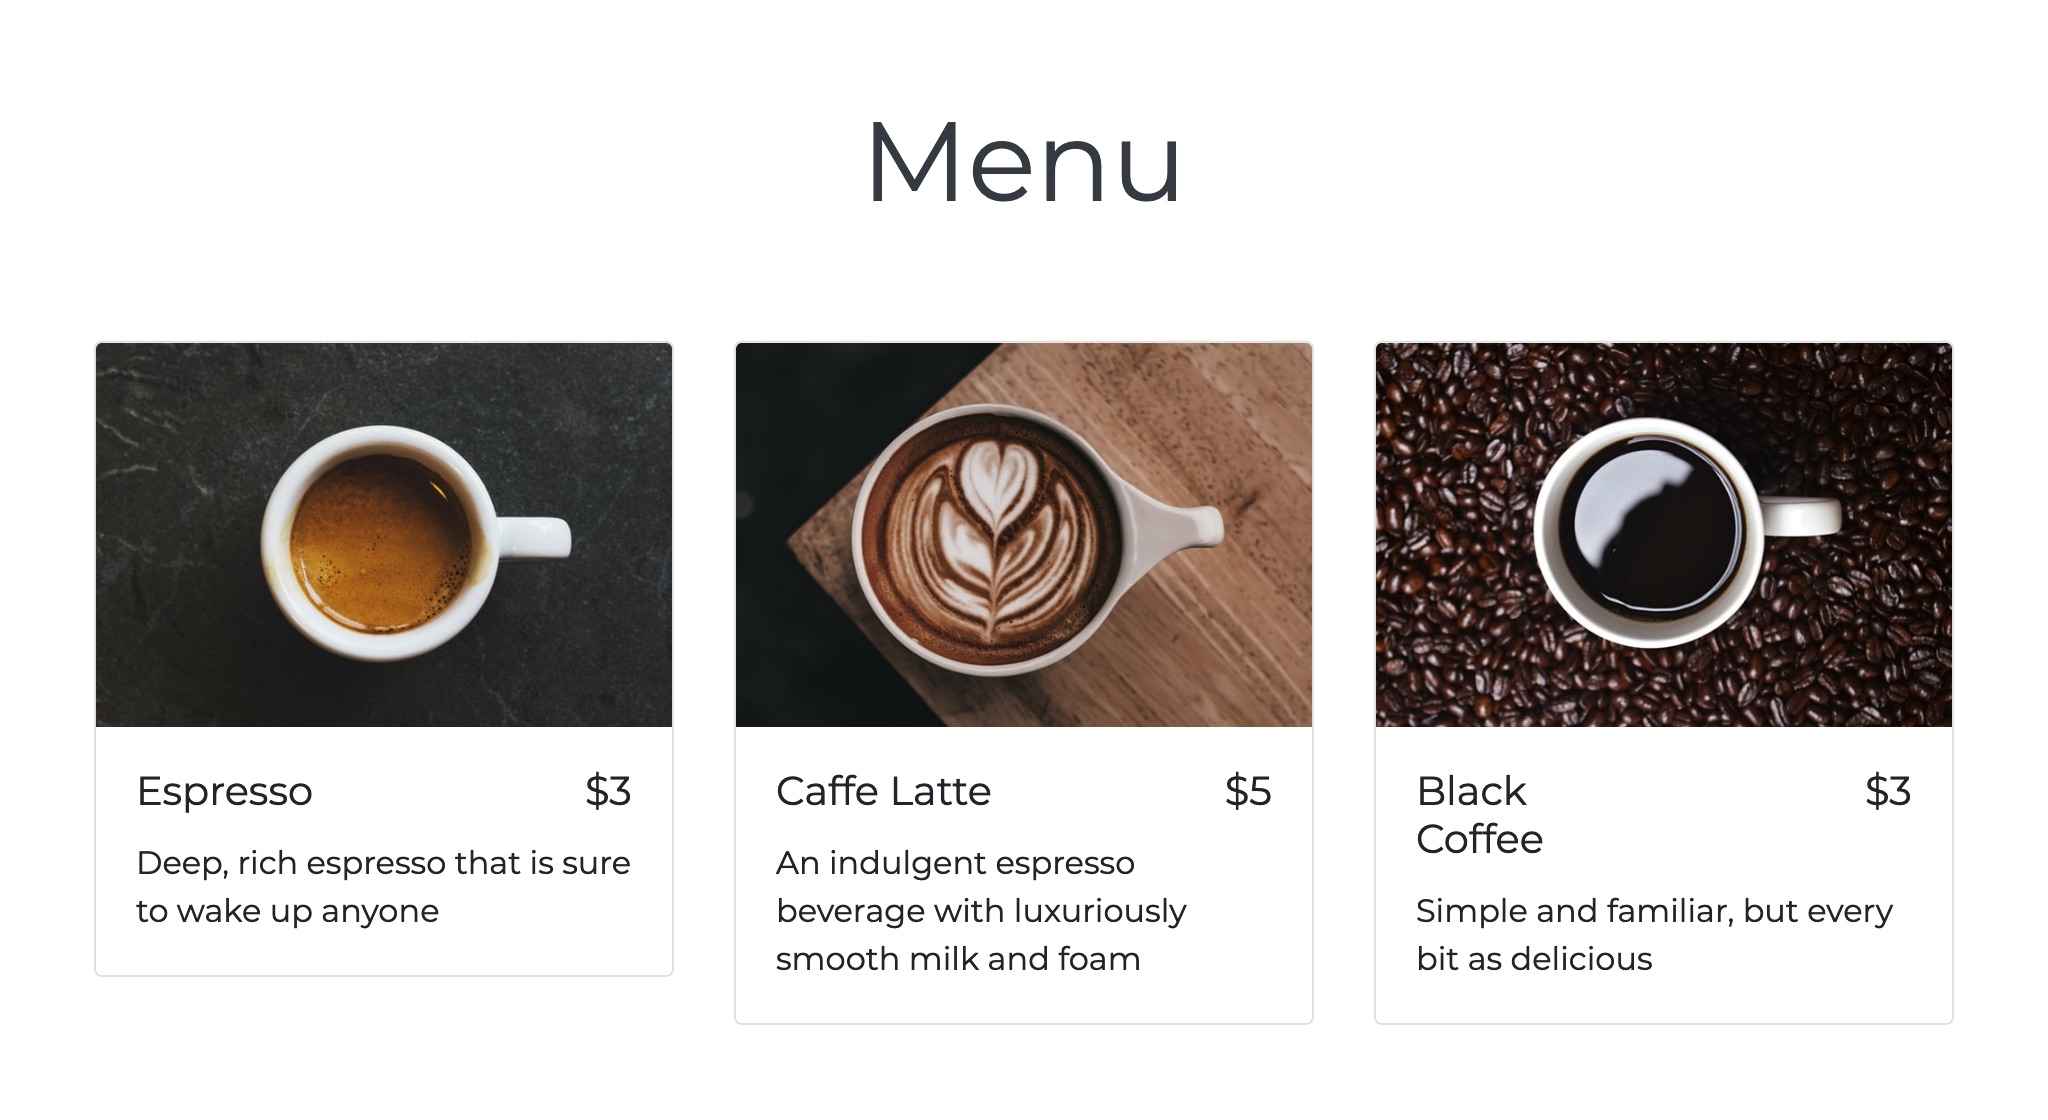 Menu
Espresso $3
Deep, rich espresso that is sure
to wake up anyone
Caffe Latte $5
An indulgent espresso
beverage with luxuriously
smooth milk and foam
Black $3
Coffee
Simple and familiar, but every
bit as delicious